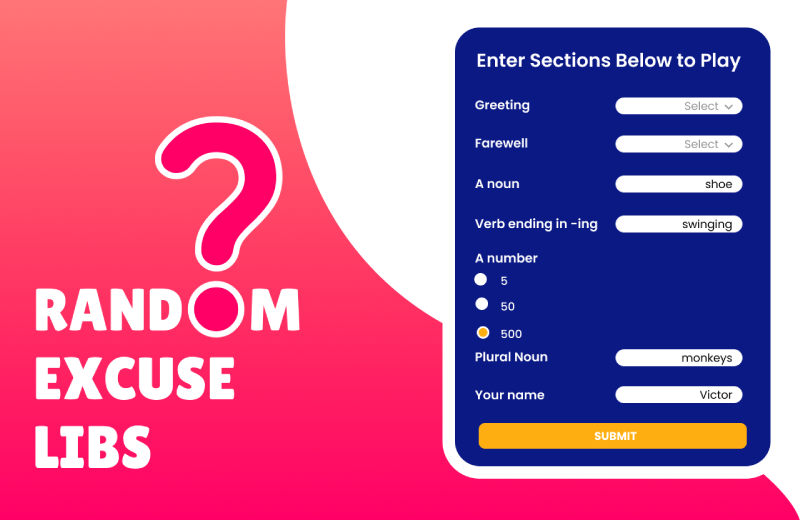 RANDOM
EXCUSE
LIBS
Enter Sections Below to Play
Greeting Select
Farewell Select
A noun shoe
Verb ending in -ing swinging
A number
5
50
500
Plural Noun monkeys
Your name Victor
SUBMIT